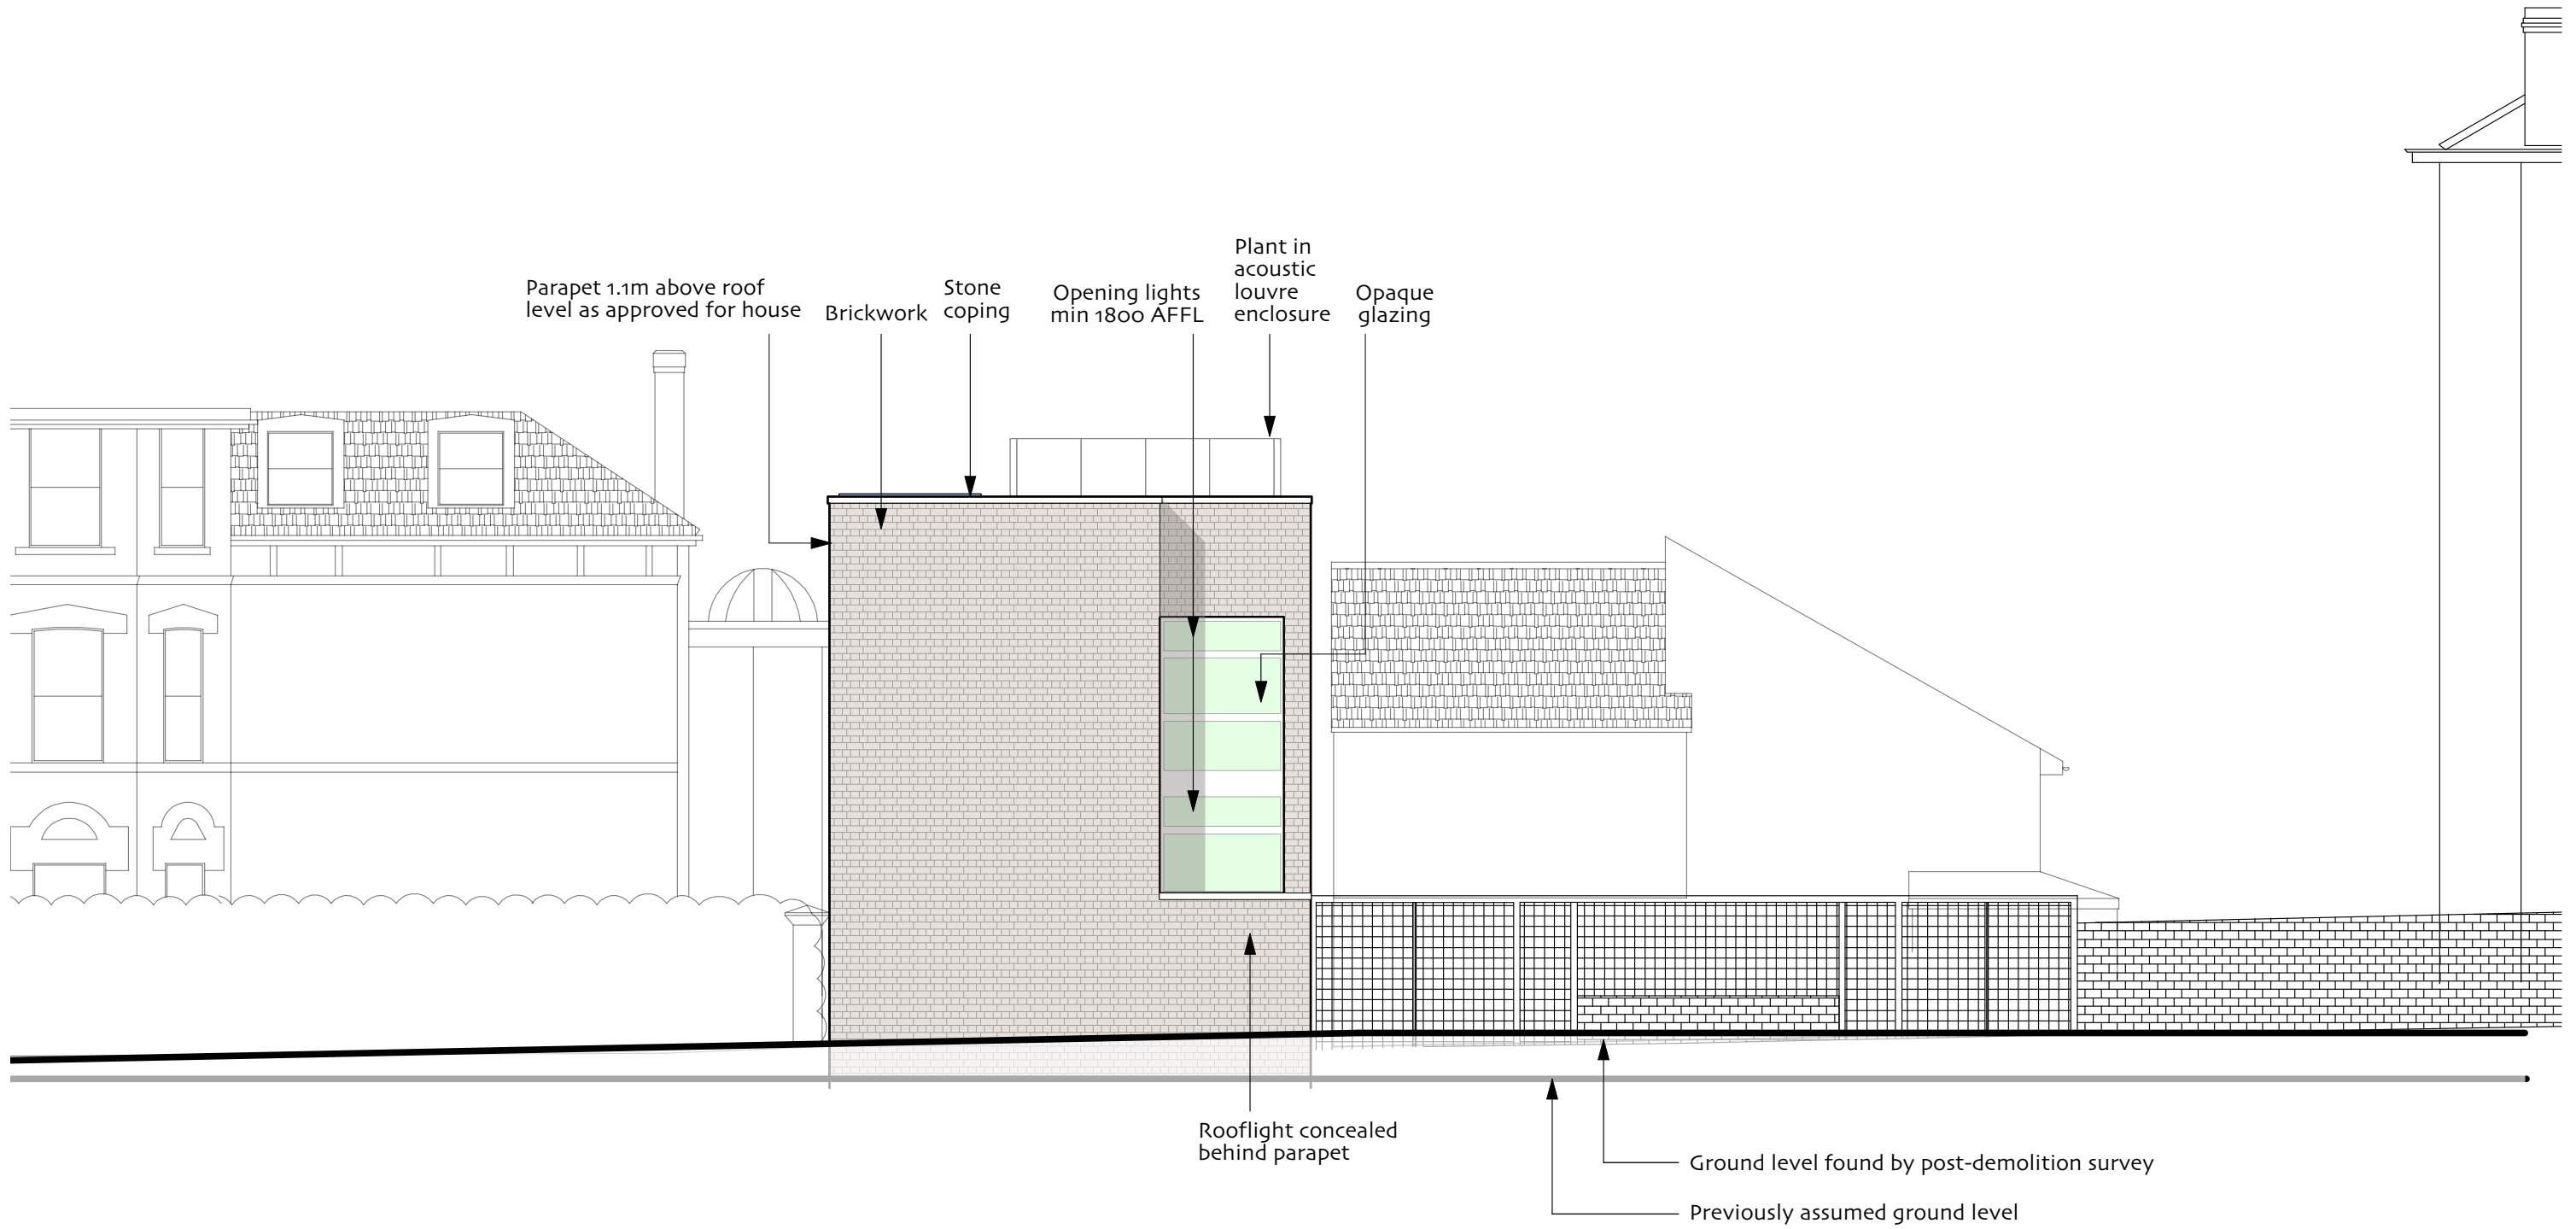 Parapet 1.1m above roof
level as approved for house
Brickwork
Stone
coping
Opening lights
min 1800 AFFL
Plant in
acoustic
louvre
enclosure
Opaque
glazing
Rooflight concealed
behind parapet
Ground level found by post-demolition survey
Previously assumed ground level